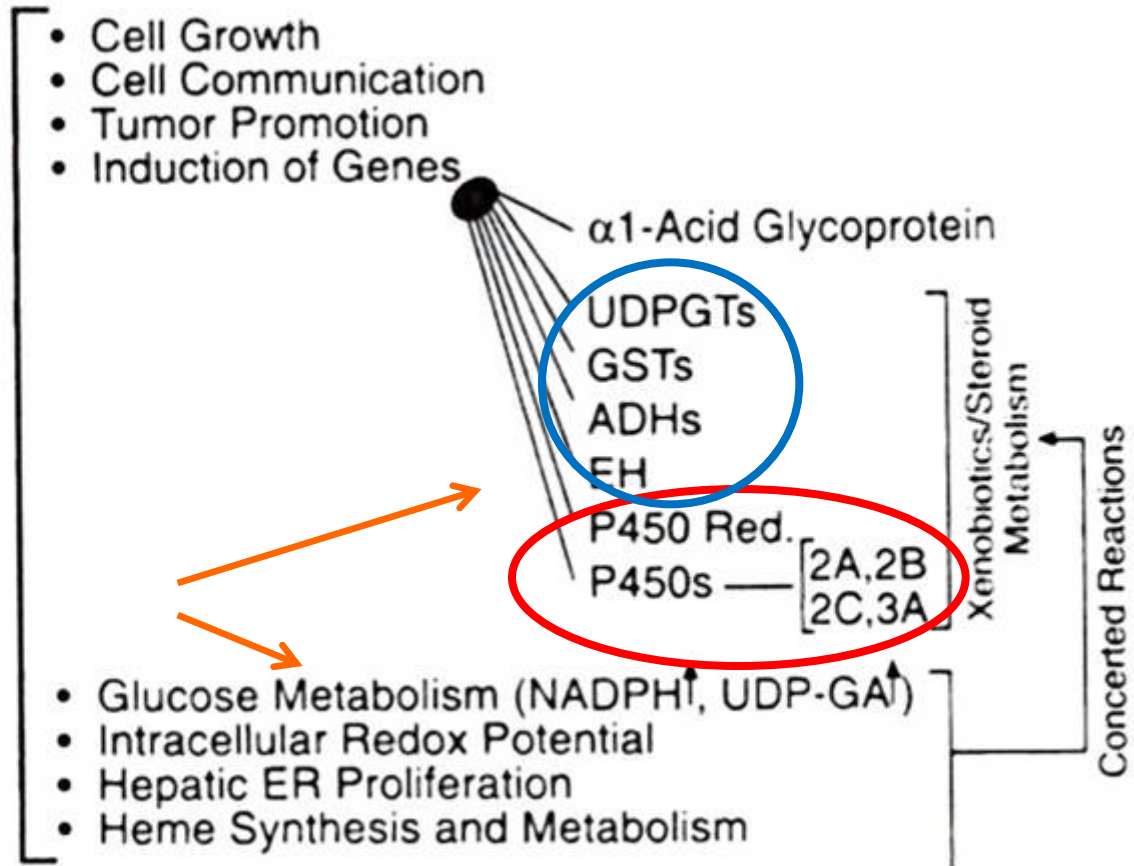 • Cell Growth
• Cell Communication
• Tumor Promotion
• Induction of Genes
α1-Acid Glycoprotein
UDPGTs
GSTs
ADHs
EH
P450 Red.
P450s
2A,2B
2C,3A
Xenobiotics/Steroid
Motabolism
Concerted Reactions
• Glucose Metabolism (NADPH↑, UDP-GA↑)
• Intracellular Redox Potential
• Hepatic ER Proliferation
• Heme Synthesis and Metabolism